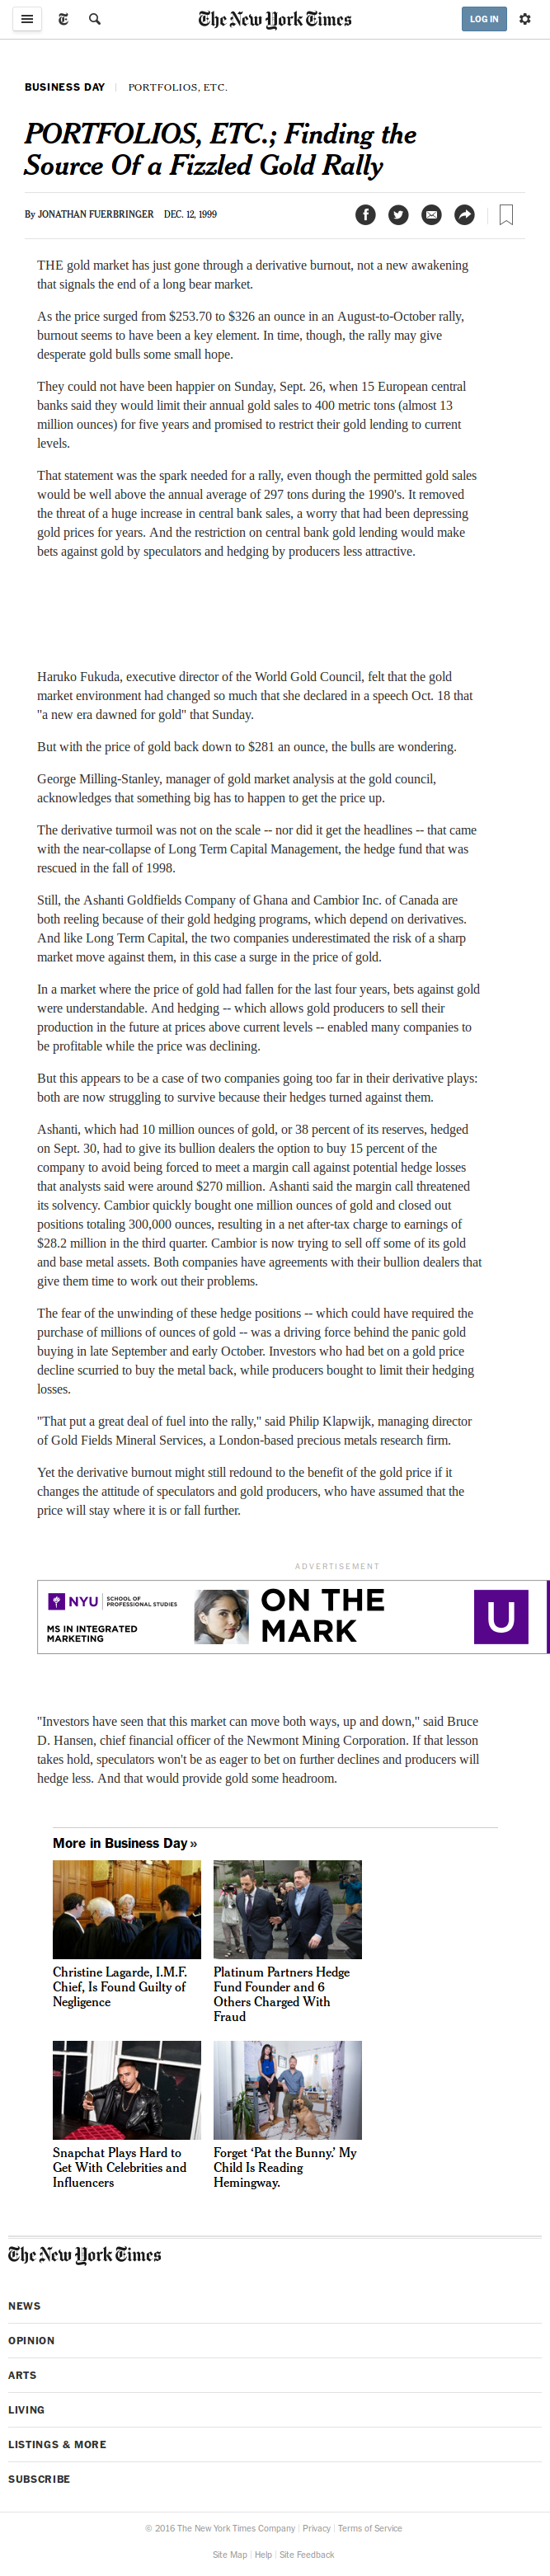 The New York Times
LOG IN
BUSINESS DAY | PORTFOLIOS, ETC.
PORTFOLIOS, ETC.; Finding the
Source Of a Fizzled Gold Rally
By JONATHAN FUERBRINGER DEC. 12, 1999
THE gold market has just gone through a derivative burnout, not a new awakening
that signals the end of a long bear market.
As the price surged from $253.70 to $326 an ounce in an August-to-October rally,
burnout seems to have been a key element. In time, though, the rally may give
desperate gold bulls some small hope.
They could not have been happier on Sunday, Sept. 26, when 15 European central
banks said they would limit their annual gold sales to 400 metric tons (almost 13
million ounces) for five years and promised to restrict their gold lending to current
levels.
That statement was the spark needed for a rally, even though the permitted gold sales
would be well above the annual average of 297 tons during the 1990's. It removed
the threat of a huge increase in central bank sales, a worry that had been depressing
gold prices for years. And the restriction on central bank gold lending would make
bets against gold by speculators and hedging by producers less attractive.
Haruko Fukuda, executive director of the World Gold Council, felt that the gold
market environment had changed so much that she declared in a speech Oct. 18 that
"a new era dawned for gold" that Sunday.
But with the price of gold back down to $281 an ounce, the bulls are wondering.
George Milling-Stanley, manager of gold market analysis at the gold council,
acknowledges that something big has to happen to get the price up.
The derivative turmoil was not on the scale -- nor did it get the headlines -- that came
with the near-collapse of Long Term Capital Management, the hedge fund that was
rescued in the fall of 1998.
Still, the Ashanti Goldfields Company of Ghana and Cambior Inc. of Canada are
both reeling because of their gold hedging programs, which depend on derivatives.
And like Long Term Capital, the two companies underestimated the risk of a sharp
market move against them, in this case a surge in the price of gold.
In a market where the price of gold had fallen for the last four years, bets against gold
were understandable. And hedging -- which allows gold producers to sell their
production in the future at prices above current levels -- enabled many companies to
be profitable while the price was declining.
But this appears to be a case of two companies going too far in their derivative plays:
both are now struggling to survive because their hedges turned against them.
Ashanti, which had 10 million ounces of gold, or 38 percent of its reserves, hedged
on Sept. 30, had to give its bullion dealers the option to buy 15 percent of the
company to avoid being forced to meet a margin call against potential hedge losses
that analysts said were around $270 million. Ashanti said the margin call threatened
its solvency. Cambior quickly bought one million ounces of gold and closed out
positions totaling 300,000 ounces, resulting in a net after-tax charge to earnings of
$28.2 million in the third quarter. Cambior is now trying to sell off some of its gold
and base metal assets. Both companies have agreements with their bullion dealers that
give them time to work out their problems.
The fear of the unwinding of these hedge positions -- which could have required the
purchase of millions of ounces of gold -- was a driving force behind the panic gold
buying in late September and early October. Investors who had bet on a gold price
decline scurried to buy the metal back, while producers bought to limit their hedging
losses.
"That put a great deal of fuel into the rally," said Philip Klapwijk, managing director
of Gold Fields Mineral Services, a London-based precious metals research firm.
Yet the derivative burnout might still redound to the benefit of the gold price if it
changes the attitude of speculators and gold producers, who have assumed that the
price will stay where it is or fall further.
ADVERTISEMENT
NYU SCHOOL OF
PROFESSIONAL STUDIES
MS IN INTEGRATED
MARKETING
ON THE
MARK
U
"Investors have seen that this market can move both ways, up and down," said Bruce
D. Hansen, chief financial officer of the Newmont Mining Corporation. If that lesson
takes hold, speculators won't be as eager to bet on further declines and producers will
hedge less. And that would provide gold some headroom.
More in Business Day »
Christine Lagarde, I.M.F.
Chief, Is Found Guilty of
Negligence
Platinum Partners Hedge
Fund Founder and 6
Others Charged With
Fraud
Snapchat Plays Hard to
Get With Celebrities and
Influencers
Forget ‘Pat the Bunny.’ My
Child Is Reading
Hemingway.
The New York Times
NEWS
OPINION
ARTS
LIVING
LISTINGS & MORE
SUBSCRIBE
© 2016 The New York Times Company | Privacy | Terms of Service
Site Map | Help | Site Feedback